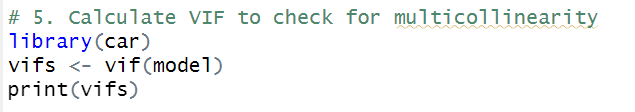 # 5. Calculate VIF to check for multicollinearity
library(car)
vifs <- vif(model)
print(vifs)